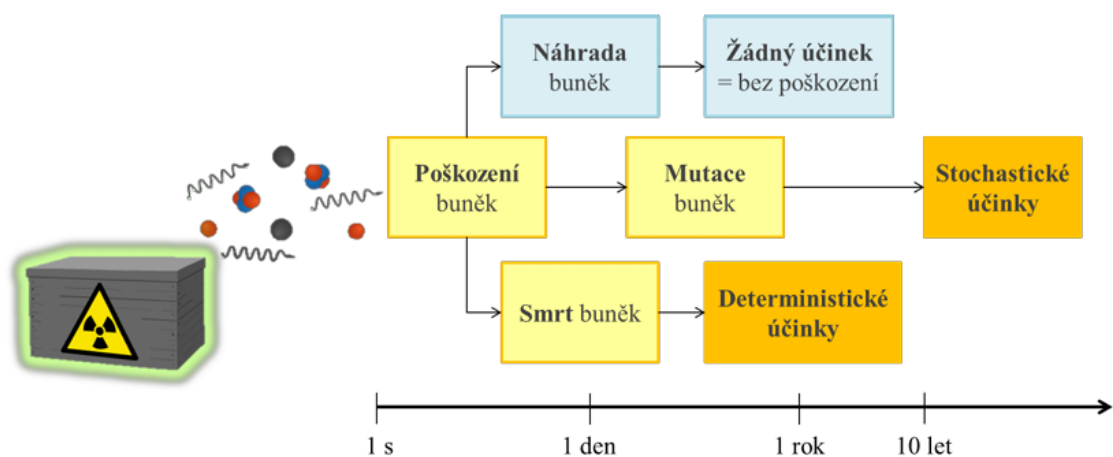 Náhrada
buněk
Žádný účinek
= bez poškození
Poškození
buněk
Mutace
buněk
Stochastické
účinky
Smrt buněk
Deterministické
účinky
1 s
1 den
1 rok
10 let